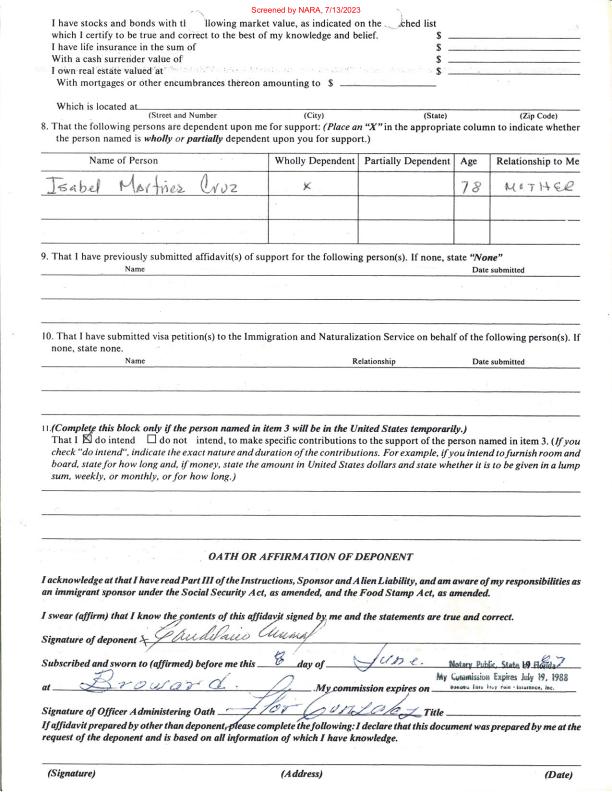 Screened by NARA, 7/13/2023
I have stocks and bonds with llowing market value, as indicated on the ched list
which I certify to be true and correct to the best of my knowledge and belief. $
I have life insurance in the sum of $
With a cash surrender value of $
I own real estate valued at $
With mortgages or other encumbrances thereon amounting to $
Which is located at
(Street and Number) (City) (State) (Zip Code)
8. That the following persons are dependent upon me for support: (Place an "X" in the appropriate column to indicate whether
the person named is wholly or partially dependent upon you for support.)
Name of Person Wholly Dependent Partially Dependent Age Relationship to Me
Isabel Martinez Cruz x 78 MOTHER
9. That I have previously submitted affidavit(s) of support for the following person(s). If none, state "None"
Name Date submitted
10. That I have submitted visa petition(s) to the Immigration and Naturalization Service on behalf of the following person(s). If
none, state none.
Name Relationship Date submitted
11.(Complete this block only if the person named in item 3 will be in the United States temporarily.)
That I ☒ do intend ☐ do not intend, to make specific contributions to the support of the person named in item 3. (If you
check "do intend", indicate the exact nature and duration of the contributions. For example, if you intend to furnish room and
board, state for how long and, if money, state the amount in United States dollars and state whether it is to be given in a lump
sum, weekly, or monthly, or for how long.)
OATH OR AFFIRMATION OF DEPONENT
I acknowledge at that I have read Part III of the Instructions, Sponsor and Alien Liability, and am aware of my responsibilities as
an immigrant sponsor under the Social Security Act, as amended, and the Food Stamp Act, as amended.
I swear (affirm) that I know the contents of this affidavit signed by me and the statements are true and correct.
Signature of deponent x
Subscribed and sworn to (affirmed) before me this 8 day of June. 19 87
Notary Public, State of Florida
at Broward. My commission expires on My Commission Expires July 19, 1988
Signature of Officer Administering Oath Flor Title
If affidavit prepared by other than deponent, please complete the following: I declare that this document was prepared by me at the
request of the deponent and is based on all information of which I have knowledge.
(Signature) (Address) (Date)